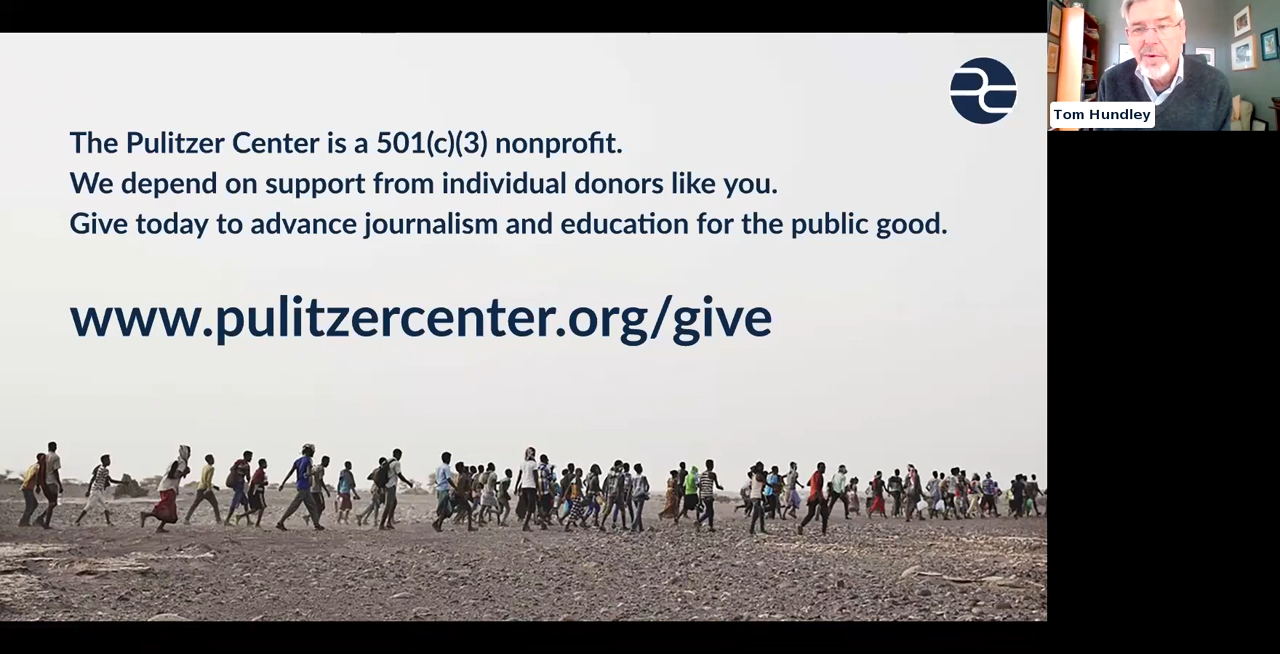 The Pulitzer Center is a 501(c)(3) nonprofit.
We depend on support from individual donors like you.
Give today to advance journalism and education for the public good.
www.pulitzercenter.org/give
Tom Hundley